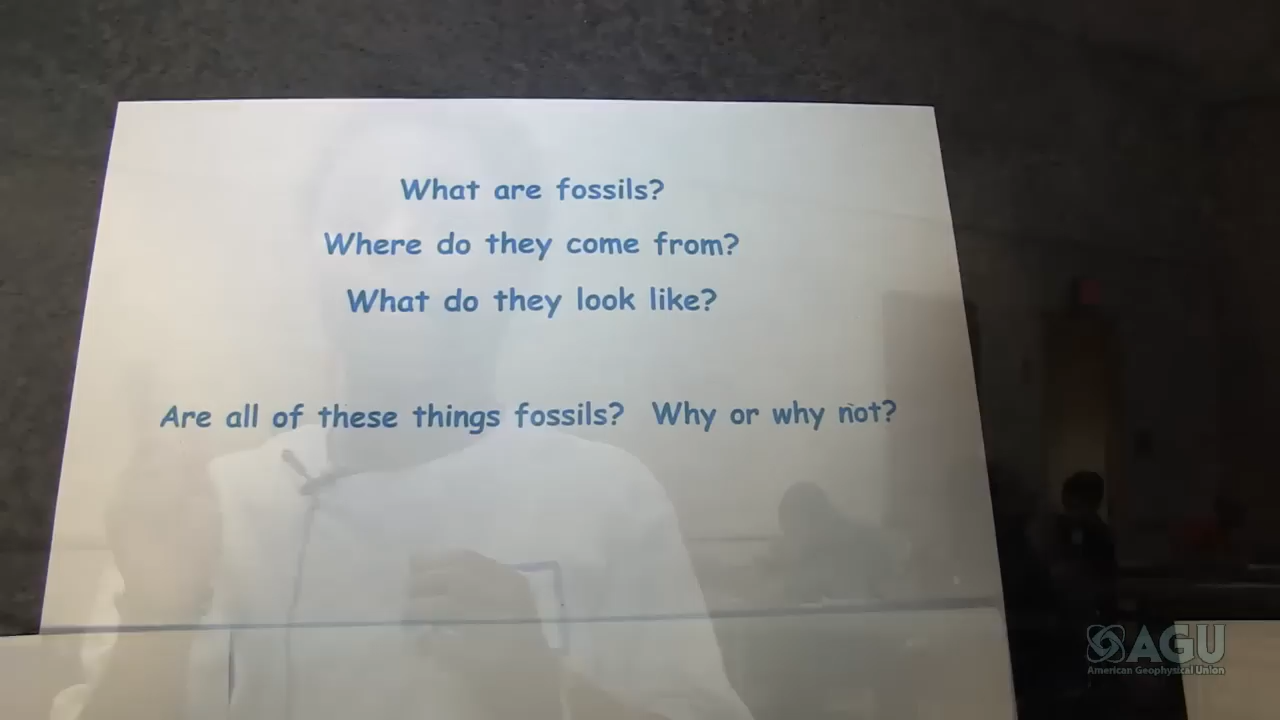 What are fossils?
Where do they come from?
What do they look like?
Are all of these things fossils? Why or why not?
AGU
American Geophysical Union